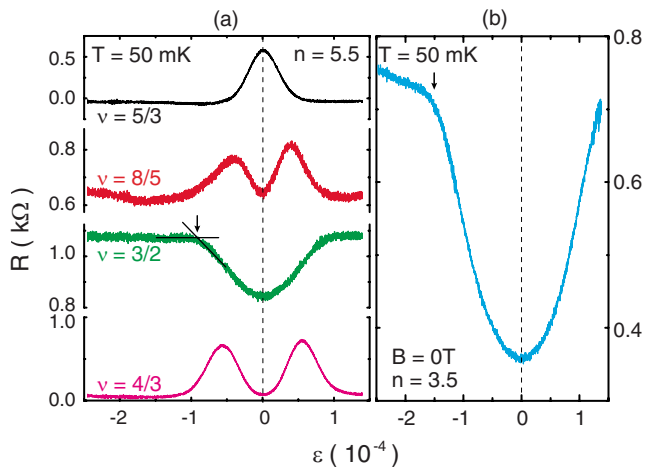 (a)
T = 50 mK
n = 5.5
0.5
0.0
ν = 5/3
0.8
0.6
ν = 8/5
1.0
0.8
ν = 3/2
1.0
0.0
ν = 4/3
R ( kΩ )
-2
-1
0
1
(b)
T = 50 mK
0.8
0.6
0.4
B = 0T
n = 3.5
-2
-1
0
1
ε ( 10⁻⁴ )